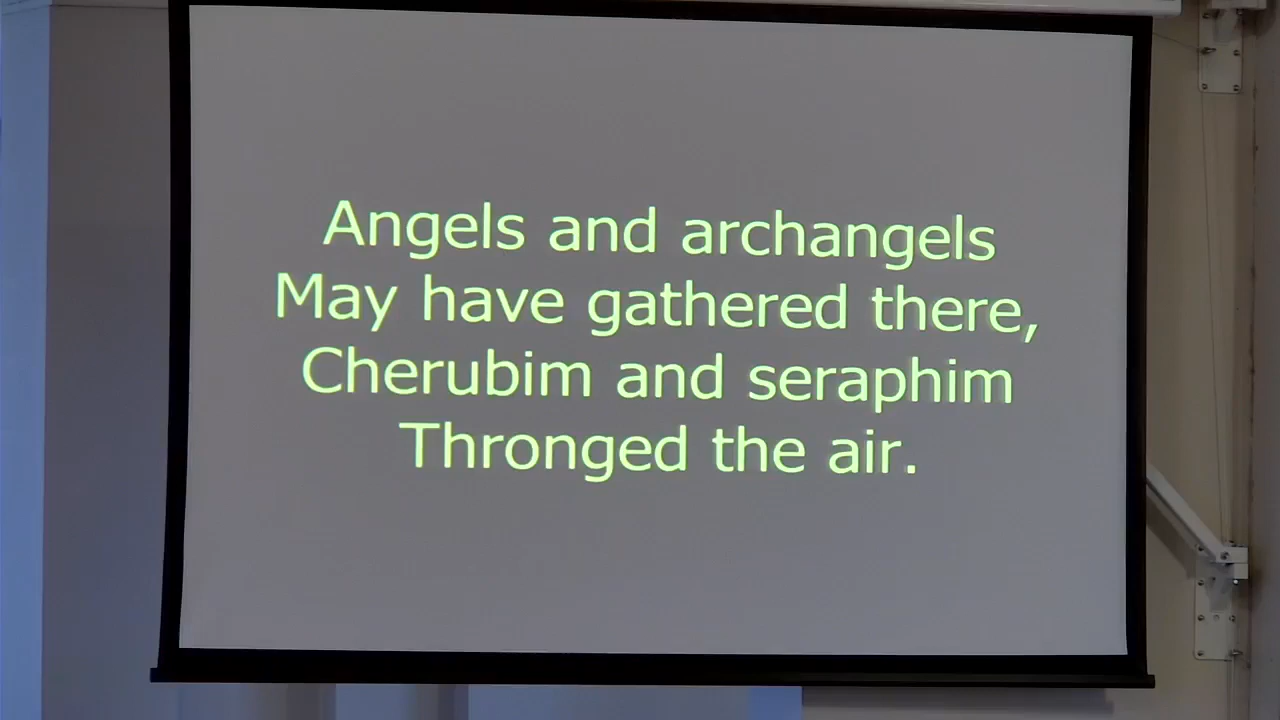 Angels and archangels
May have gathered there,
Cherubim and seraphim
Thronged the air.